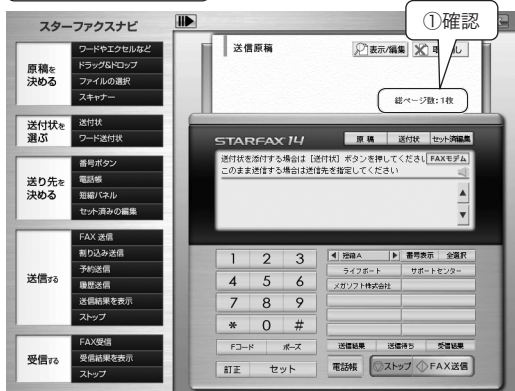 スターファクスナビ
原稿を
決める
ワードやエクセルなど
ドラッグ&ドロップ
ファイルの選択
スキャナー
送付状を
選ぶ
送付状
ワード送付状
送り先を
決める
番号ボタン
電話帳
短縮パネル
セット済みの編集
送信する
FAX 送信
割り込み送信
予約送信
履歴送信
送信結果を表示
ストップ
受信する
FAX受信
受信結果を表示
ストップ
①確認
送信原稿
表示/編集
総ページ数:1枚
STARFAX 14
原 稿 送付状 セット済編集
送付状を添付する場合は [送付状] ボタンを押してください
FAXモデム
このまま送信する場合は送信先を指定してください
1 2 3
4 5 6
7 8 9
* 0 #
Fコード ポーズ
訂正 セット
短縮A 番号表示 全選択
ライフボート サポートセンター
メガソフト株式会社
送信結果 送信待ち 受信結果
電話帳 ストップ FAX送信